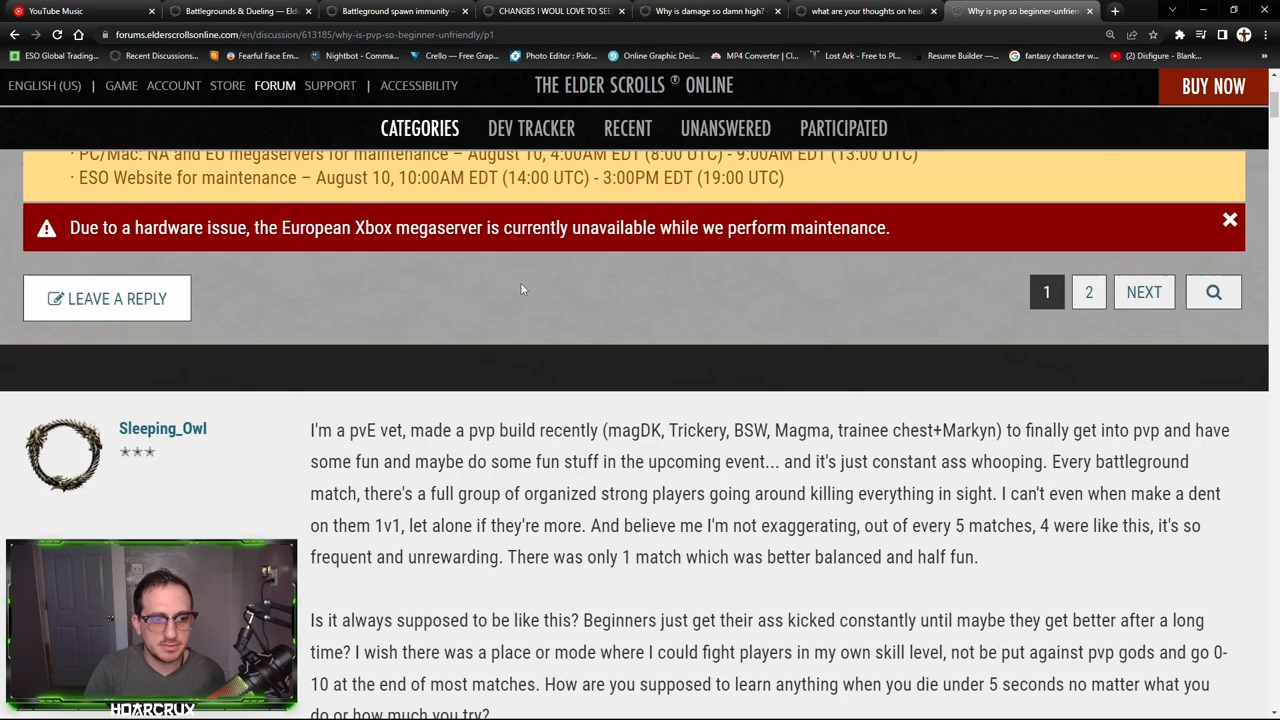 YouTube Music
Battlegrounds & Dueling — Elde
Battleground spawn immunity –
CHANGES I WOUL LOVE TO SEE
Why is damage so damn high?
what are your thoughts on heal
Why is pvp so beginner-unfrien
forums.elderscrollsonline.com/en/discussion/613185/why-is-pvp-so-beginner-unfriendly/p1
ESO Global Trading...
Recent Discussions...
Fearful Face Em...
Nightbot - Comma...
Crello — Free Grap...
Photo Editor : Pixlr...
Online Graphic Desi...
MP4 Converter | Cl...
Lost Ark - Free to Pl...
Resume Builder —...
fantasy character w...
(2) Disfigure - Blank...
ENGLISH (US) | GAME ACCOUNT STORE FORUM SUPPORT | ACCESSIBILITY
THE ELDER SCROLLS ® ONLINE
BUY NOW
CATEGORIES DEV TRACKER RECENT UNANSWERED PARTICIPATED
· PC/Mac: NA and EU megaservers for maintenance – August 10, 4:00AM EDT (8:00 UTC) - 9:00AM EDT (13:00 UTC)
· ESO Website for maintenance – August 10, 10:00AM EDT (14:00 UTC) - 3:00PM EDT (19:00 UTC)
Due to a hardware issue, the European Xbox megaserver is currently unavailable while we perform maintenance.
LEAVE A REPLY
1 2 NEXT
Sleeping_Owl
I'm a pvE vet, made a pvp build recently (magDK, Trickery, BSW, Magma, trainee chest+Markyn) to finally get into pvp and have
some fun and maybe do some fun stuff in the upcoming event... and it's just constant ass whooping. Every battleground
match, there's a full group of organized strong players going around killing everything in sight. I can't even when make a dent
on them 1v1, let alone if they're more. And believe me I'm not exaggerating, out of every 5 matches, 4 were like this, it's so
frequent and unrewarding. There was only 1 match which was better balanced and half fun.
Is it always supposed to be like this? Beginners just get their ass kicked constantly until maybe they get better after a long
time? I wish there was a place or mode where I could fight players in my own skill level, not be put against pvp gods and go 0-
10 at the end of most matches. How are you supposed to learn anything when you die under 5 seconds no matter what you
do or how much you try?
HOARCRUX